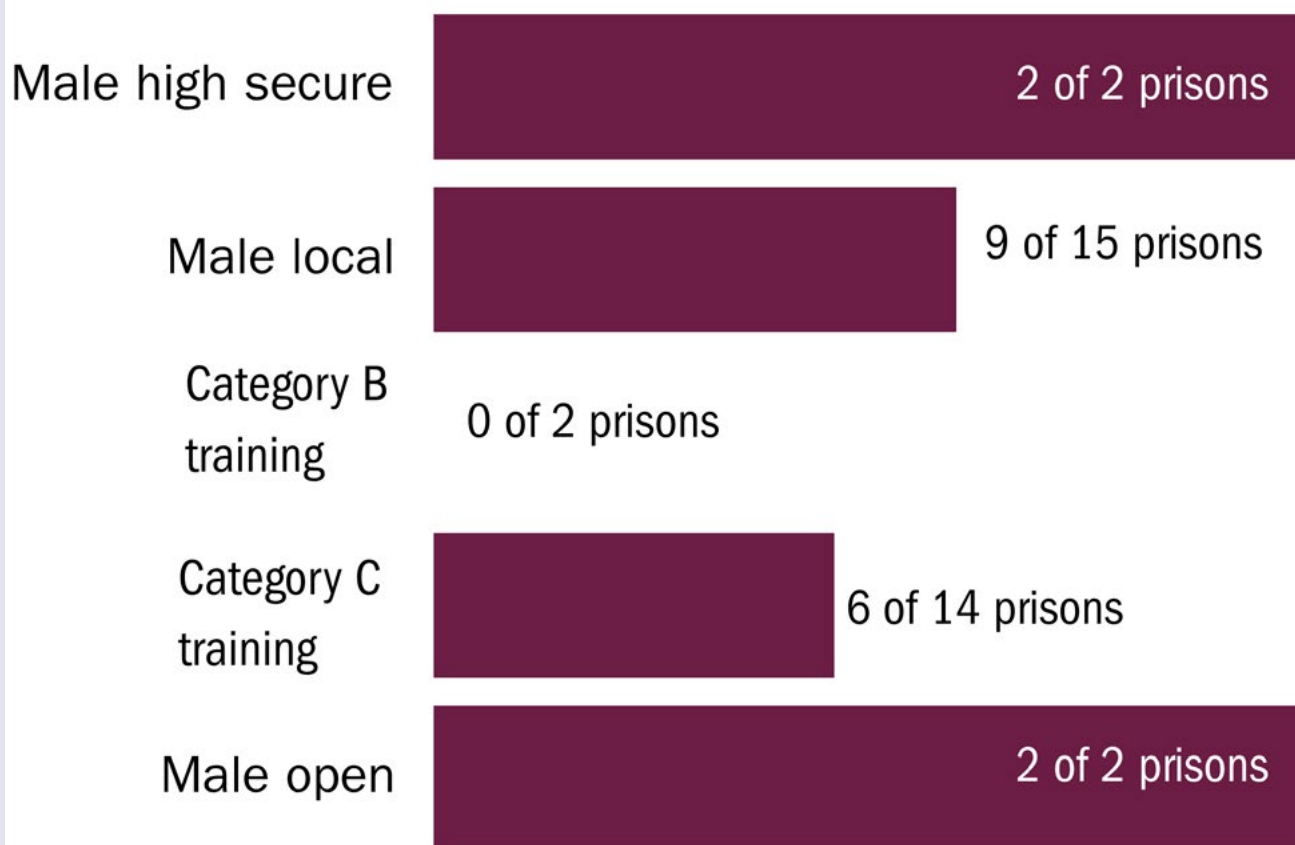 Male high secure
2 of 2 prisons
Male local
9 of 15 prisons
Category B
training
0 of 2 prisons
Category C
training
6 of 14 prisons
Male open
2 of 2 prisons